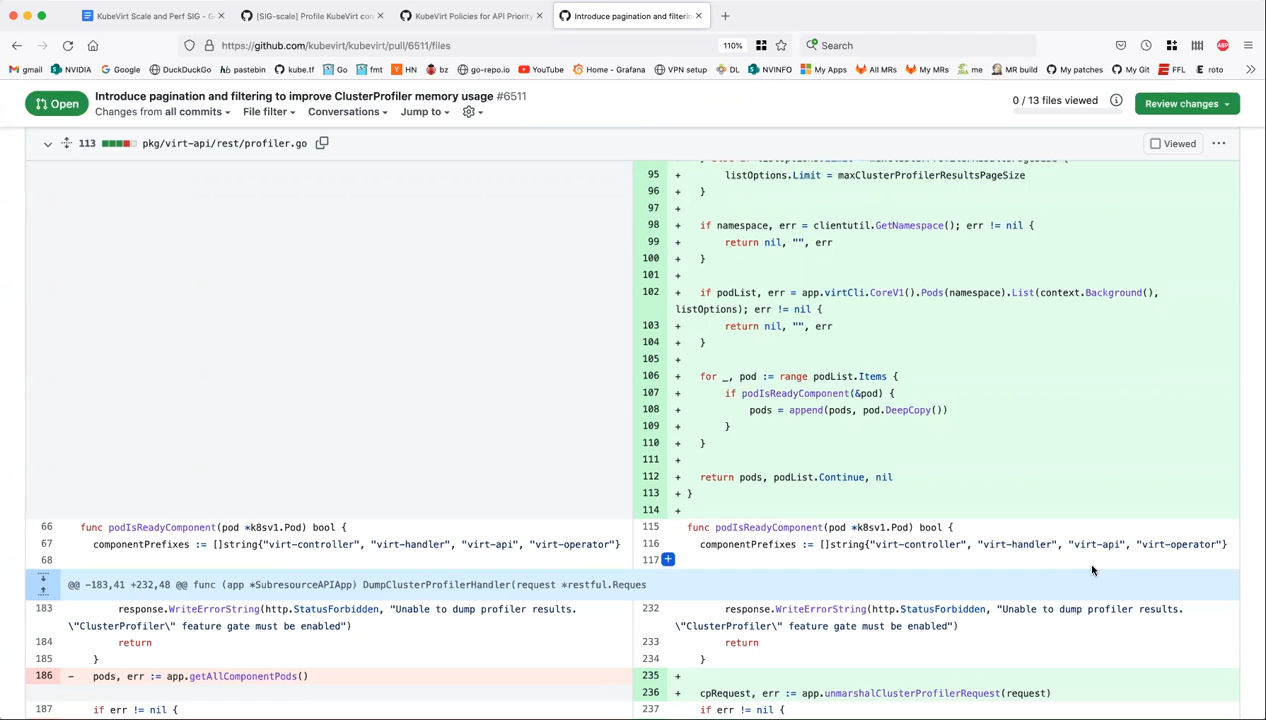 KubeVirt Scale and Perf SIG - G
[SIG-scale] Profile KubeVirt con
KubeVirt Policies for API Priority
Introduce pagination and filterin
https://github.com/kubevirt/kubevirt/pull/6511/files
110%
Search
gmail
NVIDIA
Google
DuckDuckGo
hp pastebin
kube.tf
Go
fmt
HN
bz
go-repo.io
YouTube
Home - Grafana
VPN setup
DL
NVINFO
My Apps
All MRs
My MRs
me
MR build
My patches
My Git
FFL
roto
Open
Introduce pagination and filtering to improve ClusterProfiler memory usage #6511
Changes from all commits
File filter
Conversations
Jump to
0 / 13 files viewed
Review changes
113 pkg/virt-api/rest/profiler.go
Viewed
95 + listOptions.Limit = maxClusterProfilerResultsPageSize
96 + }
97 +
98 + if namespace, err = clientutil.GetNamespace(); err != nil {
99 + return nil, "", err
100 + }
101 +
102 + if podList, err = app.virtCli.CoreV1().Pods(namespace).List(context.Background(),
listOptions); err != nil {
103 + return nil, "", err
104 + }
105 +
106 + for _, pod := range podList.Items {
107 + if podIsReadyComponent(&pod) {
108 + pods = append(pods, pod.DeepCopy())
109 + }
110 + }
111 +
112 + return pods, podList.Continue, nil
113 + }
114 +
66 func podIsReadyComponent(pod *k8sv1.Pod) bool {
115 func podIsReadyComponent(pod *k8sv1.Pod) bool {
67 componentPrefixes := []string{"virt-controller", "virt-handler", "virt-api", "virt-operator"}
116 componentPrefixes := []string{"virt-controller", "virt-handler", "virt-api", "virt-operator"}
68
117 +
@@ -183,41 +232,48 @@ func (app *SubresourceAPIApp) DumpClusterProfilerHandler(request *restful.Reques
183 response.WriteErrorString(http.StatusForbidden, "Unable to dump profiler results.
\"ClusterProfiler\" feature gate must be enabled")
232 response.WriteErrorString(http.StatusForbidden, "Unable to dump profiler results.
\"ClusterProfiler\" feature gate must be enabled")
184 return
233 return
185 }
234 }
186 - pods, err := app.getAllComponentPods()
235 +
236 + cpRequest, err := app.unmarshalClusterProfilerRequest(request)
187 if err != nil {
237 if err != nil {